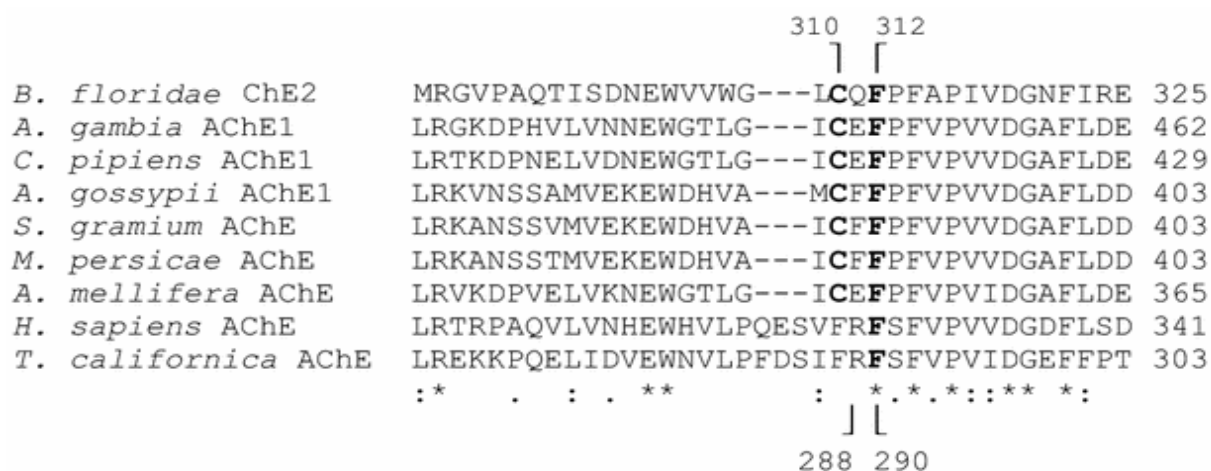 310 312
B. floridae ChE2 MRGVPAQTISDNEWVVWG---LCQFPFAPIVDGNFIRE 325
A. gambia AChE1 LRGKDPHVLVNNEWGTLG---ICEFPFVPVVDGAFLDE 462
C. pipiens AChE1 LRTKDPNELVDNEWGTLG---ICEFPFVPVVDGAFLDE 429
A. gossypii AChE1 LRKVNSSAMVEKEWDHVA---MCFFPFVPVVDGAFLDD 403
S. gramium AChE LRKANSSVMVEKEWDHVA---ICFFPFVPVVDGAFLDD 403
M. persicae AChE LRKANSSTMVEKEWDHVA---ICFFPFVPVVDGAFLDD 403
A. mellifera AChE LRVKDPVELVKNEWGTLG---ICEFPFVPVIDGAFLDE 365
H. sapiens AChE LRTRPAQVLVNHEWHVLPQESVFRFSFVPVVDGDFLSD 341
T. californica AChE LREKKPQELIDVEWNVLPFDSIFRFSFVPVIDGEFFPT 303
:* . : . ** : *.*.*::** *:
288 290